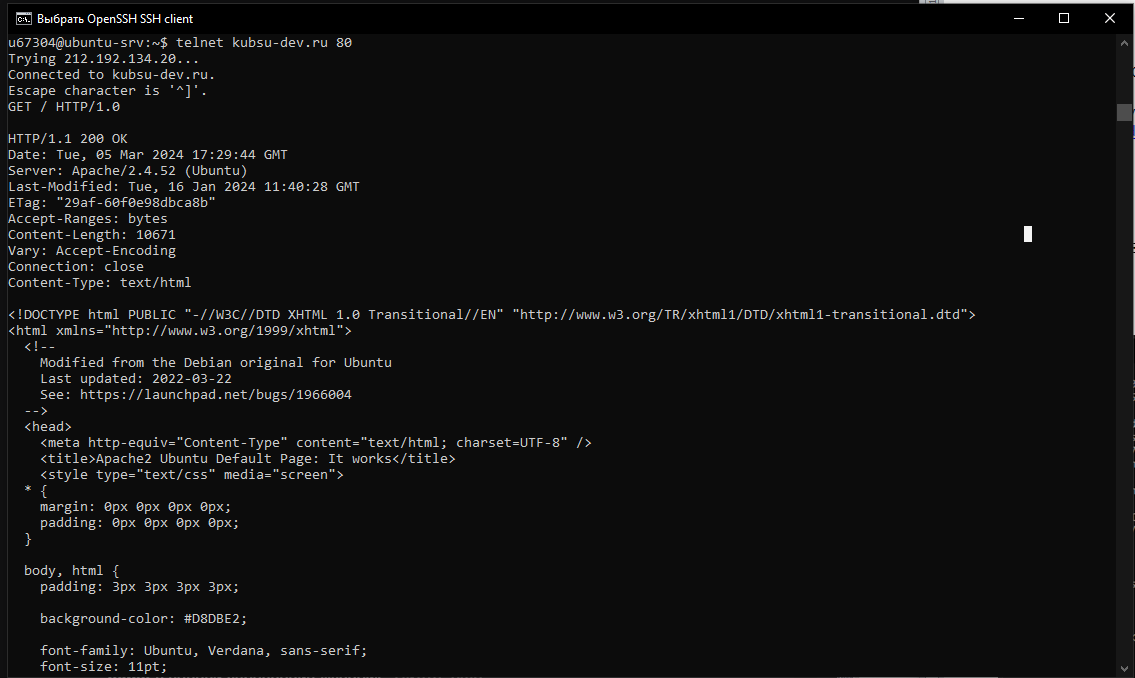 Выбрать OpenSSH SSH client
u67304@ubuntu-srv:~$ telnet kubsu-dev.ru 80
Trying 212.192.134.20...
Connected to kubsu-dev.ru.
Escape character is '^]'.
GET / HTTP/1.0

HTTP/1.1 200 OK
Date: Tue, 05 Mar 2024 17:29:44 GMT
Server: Apache/2.4.52 (Ubuntu)
Last-Modified: Tue, 16 Jan 2024 11:40:28 GMT
ETag: "29af-60f0e98dbca8b"
Accept-Ranges: bytes
Content-Length: 10671
Vary: Accept-Encoding
Connection: close
Content-Type: text/html

<!DOCTYPE html PUBLIC "-//W3C//DTD XHTML 1.0 Transitional//EN" "http://www.w3.org/TR/xhtml1/DTD/xhtml1-transitional.dtd">
<html xmlns="http://www.w3.org/1999/xhtml">
  <!--
    Modified from the Debian original for Ubuntu
    Last updated: 2022-03-22
    See: https://launchpad.net/bugs/1966004
  -->
  <head>
    <meta http-equiv="Content-Type" content="text/html; charset=UTF-8" />
    <title>Apache2 Ubuntu Default Page: It works</title>
    <style type="text/css" media="screen">
  * {
    margin: 0px 0px 0px 0px;
    padding: 0px 0px 0px 0px;
  }

  body, html {
    padding: 3px 3px 3px 3px;

    background-color: #D8DBE2;

    font-family: Ubuntu, Verdana, sans-serif;
    font-size: 11pt;